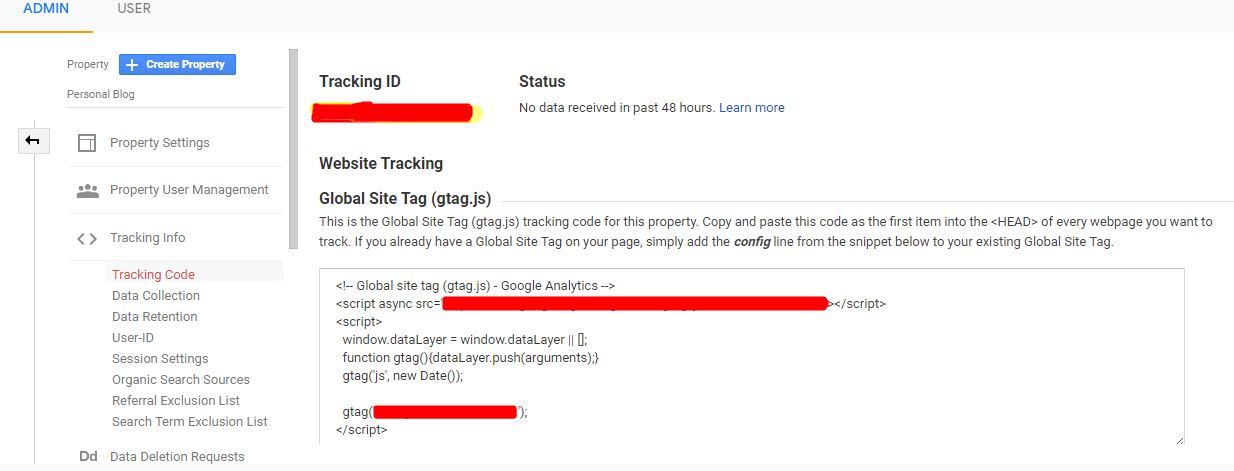 ADMIN USER
Property Create Property
Personal Blog
Property Settings
Property User Management
Tracking Info
Tracking Code
Data Collection
Data Retention
User-ID
Session Settings
Organic Search Sources
Referral Exclusion List
Search Term Exclusion List
Dd Data Deletion Requests
Tracking ID
Status
No data received in past 48 hours. Learn more
Website Tracking
Global Site Tag (gtag.js)
This is the Global Site Tag (gtag.js) tracking code for this property. Copy and paste this code as the first item into the <HEAD> of every webpage you want to
track. If you already have a Global Site Tag on your page, simply add the config line from the snippet below to your existing Global Site Tag.
<!-- Global site tag (gtag.js) - Google Analytics -->
<script async src= ></script>
<script>
window.dataLayer = window.dataLayer || [];
function gtag(){dataLayer.push(arguments);}
gtag('js', new Date());
gtag( ');
</script>